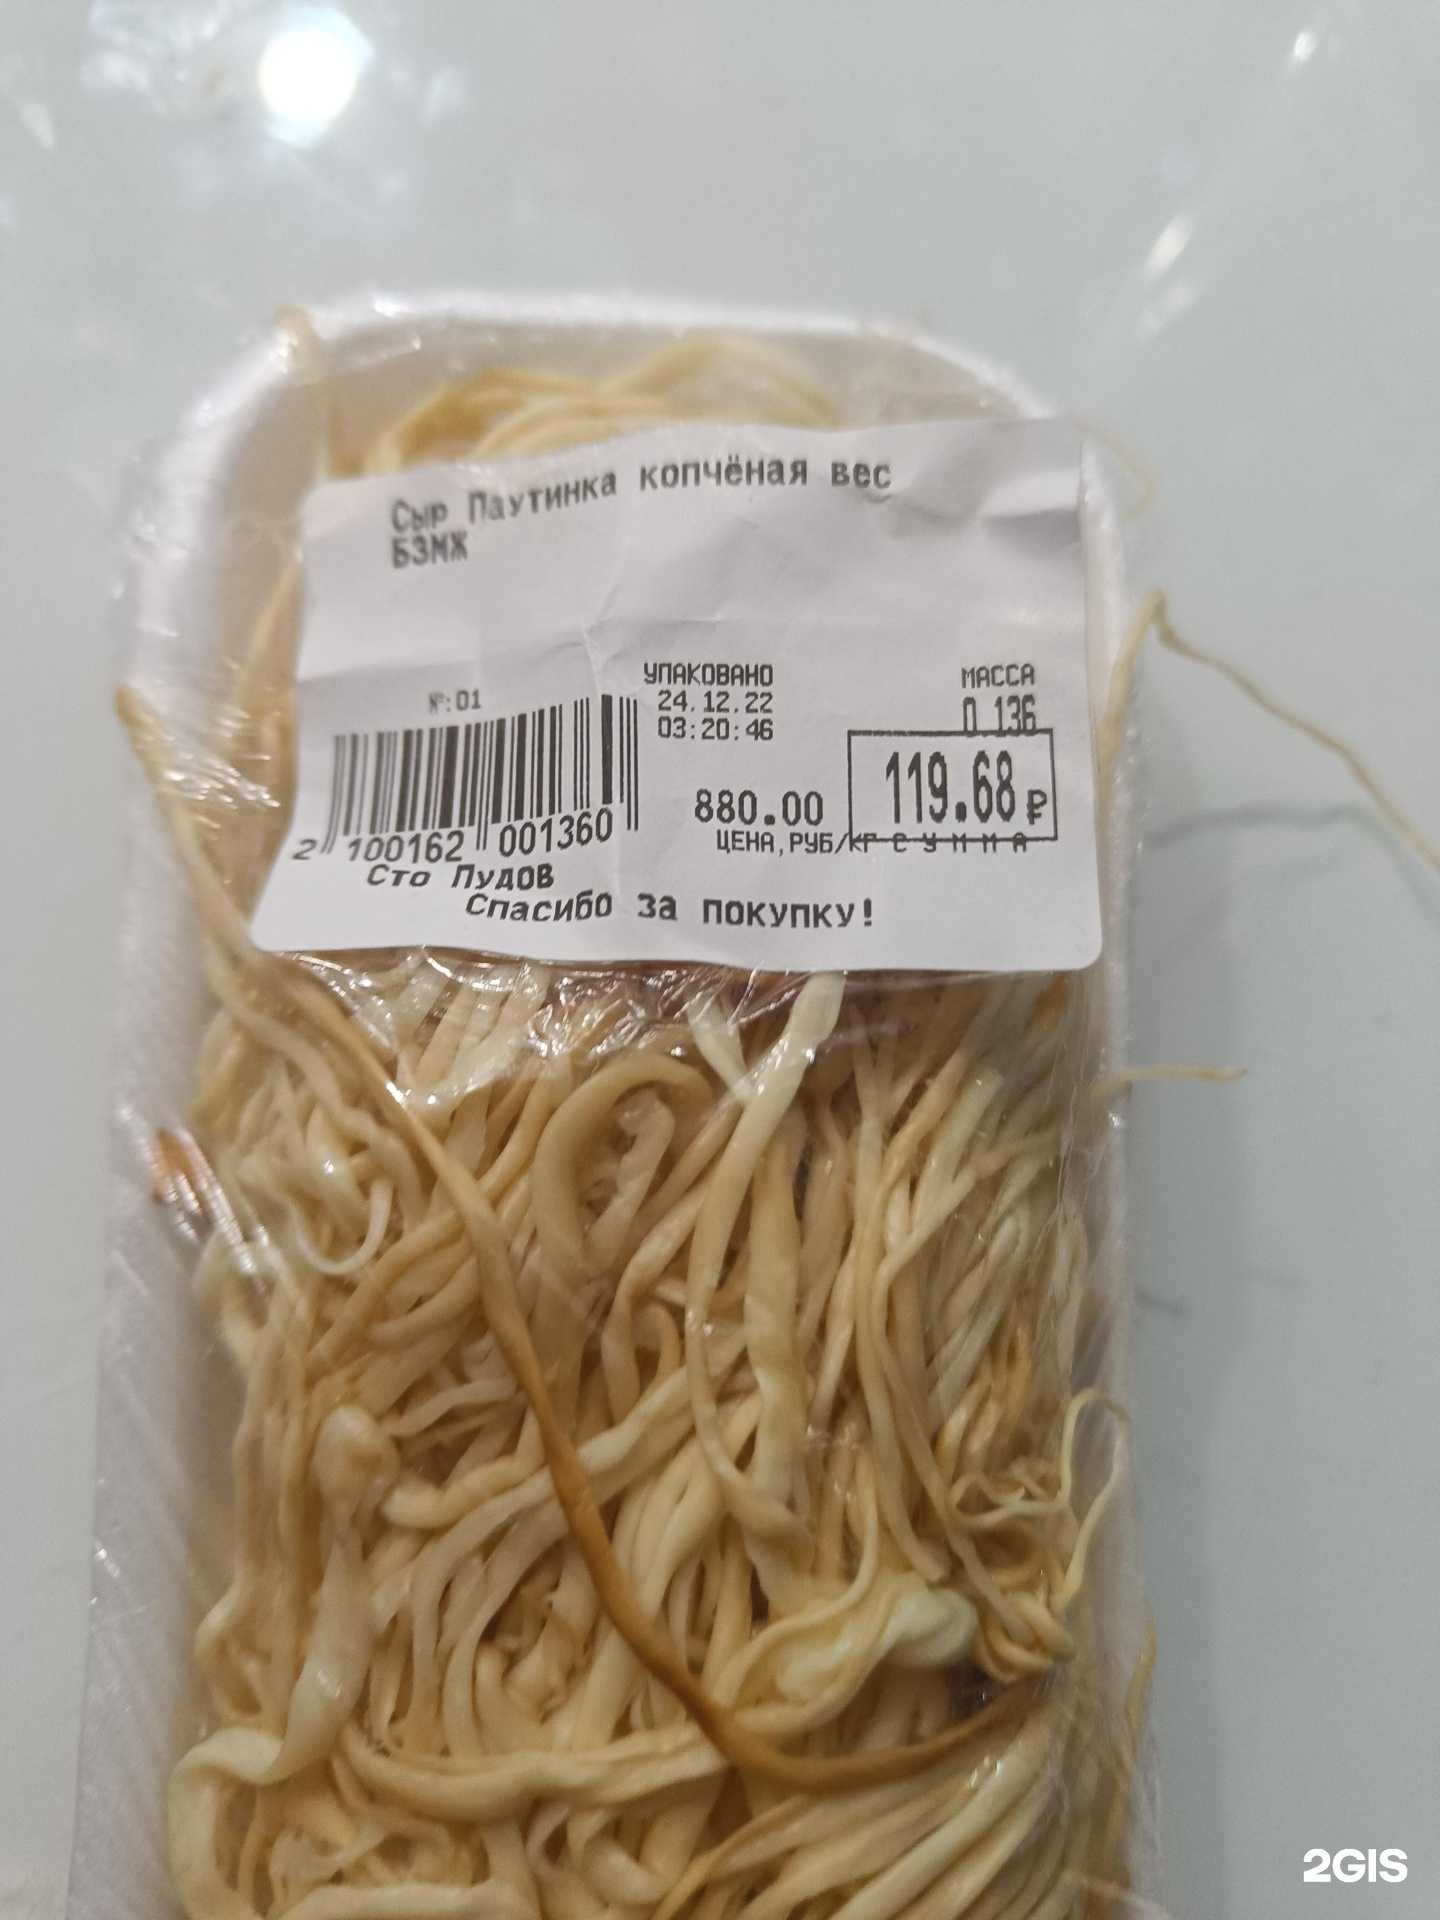 Сыр Паутинка копчёная вес
БЗМЖ
УПАКОВАНО
МАССА
№:01
24.12.22
0.136
03:20:46
880.00
119.68 ₽
ЦЕНА,РУБ/КГ СУММА
2 100162 001360
Сто Пудов
Спасибо за покупку!
2GIS